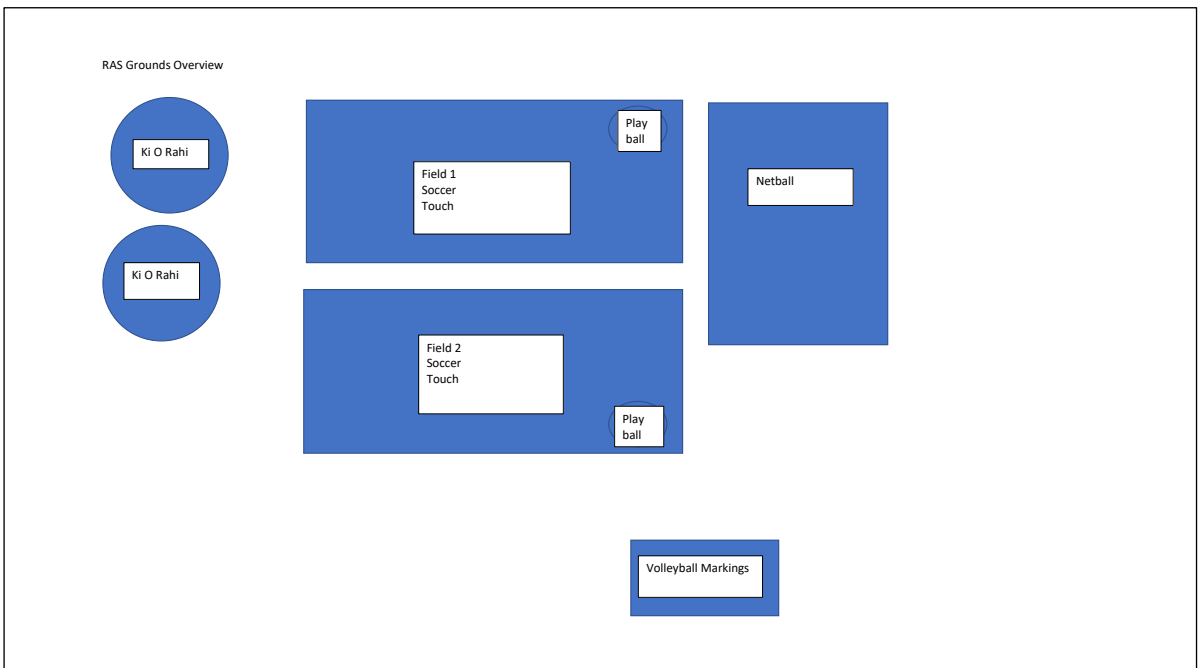 RAS Grounds Overview
Ki O Rahi
Ki O Rahi
Field 1
Soccer
Touch
Play
ball
Netball
Field 2
Soccer
Touch
Play
ball
Volleyball Markings